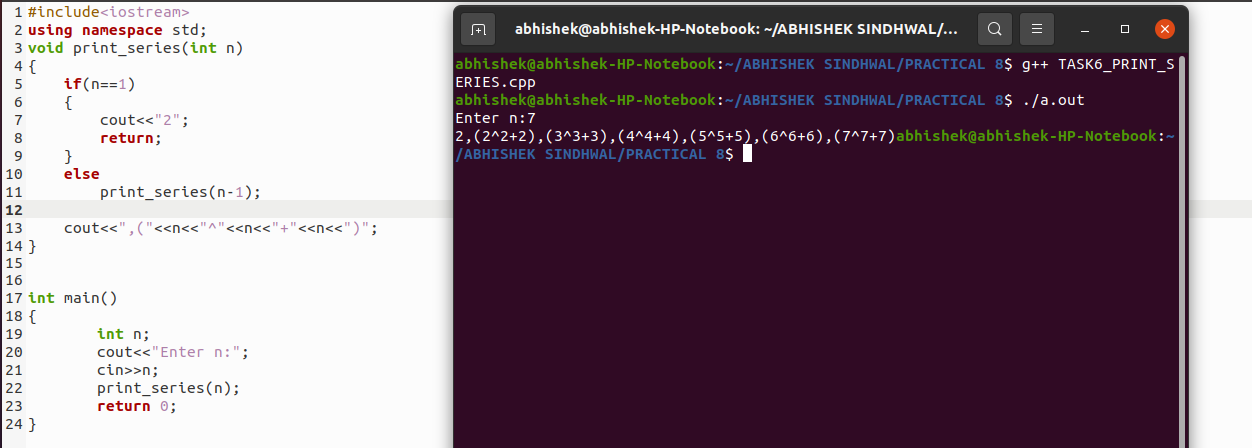 1 #include<iostream>
2 using namespace std;
3 void print_series(int n)
4 {
5     if(n==1)
6     {
7         cout<<"2";
8         return;
9     }
10     else
11         print_series(n-1);
12
13     cout<<",("<<n<<"^"<<n<<"+"<<n<<")";
14 }
15
16
17 int main()
18 {
19         int n;
20         cout<<"Enter n:";
21         cin>>n;
22         print_series(n);
23         return 0;
24 }
abhishek@abhishek-HP-Notebook: ~/ABHISHEK SINDHWAL/...
abhishek@abhishek-HP-Notebook:~/ABHISHEK SINDHWAL/PRACTICAL 8$ g++ TASK6_PRINT_S
ERIES.cpp
abhishek@abhishek-HP-Notebook:~/ABHISHEK SINDHWAL/PRACTICAL 8$ ./a.out
Enter n:7
2,(2^2+2),(3^3+3),(4^4+4),(5^5+5),(6^6+6),(7^7+7)abhishek@abhishek-HP-Notebook:~
/ABHISHEK SINDHWAL/PRACTICAL 8$